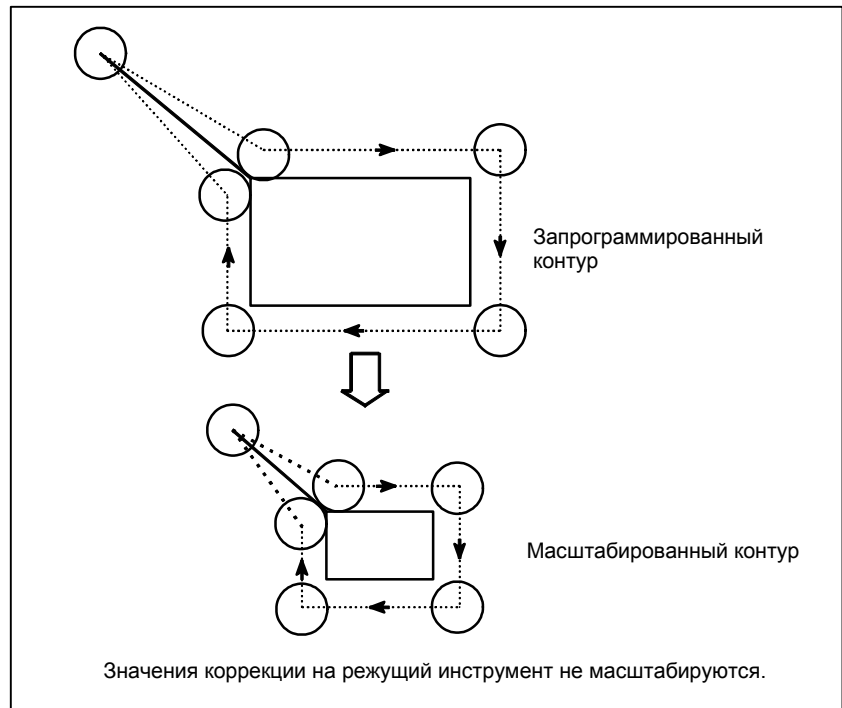 Запрограммированный
контур
Масштабированный контур
Значения коррекции на режущий инструмент не масштабируются.